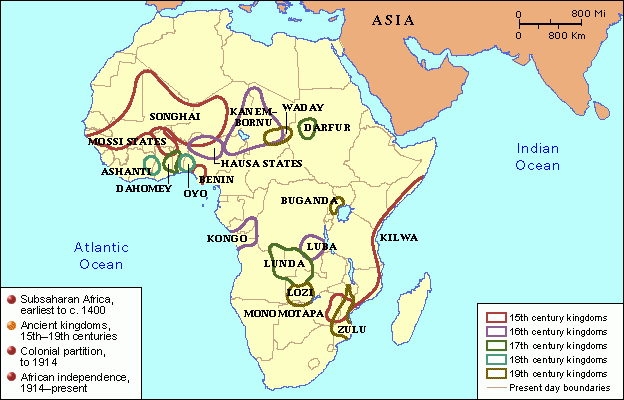 ASIA
0 800 Mi
0 800 Km
Indian
Ocean
Atlantic
Ocean
SONGHAI
KANEM-
BORNU
WADAY
DARFUR
MOSSI STATES
HAUSA STATES
ASHANTI
DAHOMEY
OYO
BENIN
BUGANDA
KONGO
KILWA
LUBA
LUNDA
LOZI
MONOMOTAPA
ZULU
Subsaharan Africa,
earliest to c. 1400
Ancient kingdoms,
15th–19th centuries
Colonial partition,
to 1914
African independence,
1914–present
15th century kingdoms
16th century kingdoms
17th century kingdoms
18th century kingdoms
19th century kingdoms
Present day boundaries